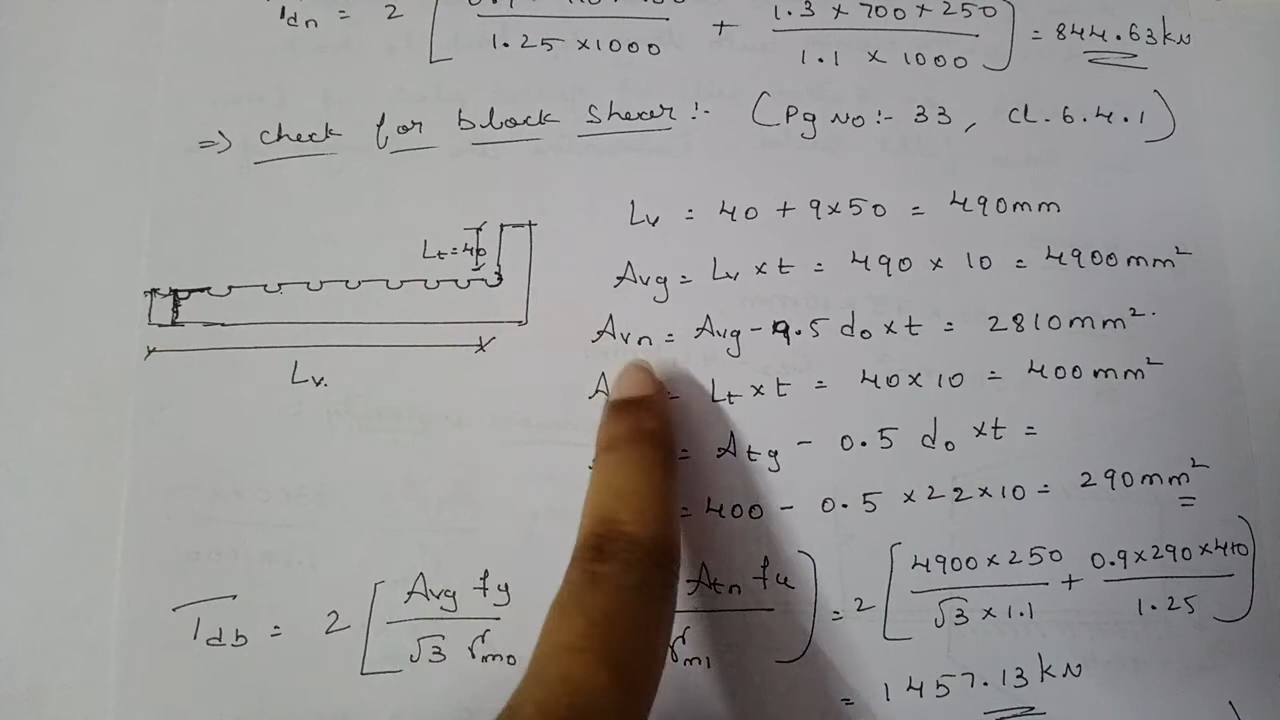 Tdn = 2 [ 1.25 × 1000 + 1.3 × 700 × 250 / 1.1 × 1000 ] = 844.63 kN
=> check for block shear :- (Pg No :- 33, cl. 6.4.1)
Lv = 40 + 9×50 = 490mm
Lt = 40
Avg = Lv × t = 490 × 10 = 4900 mm²
Avn = Avg - 9.5 do × t = 2810 mm².
Lv.
A = Lt × t = 40 × 10 = 400 mm²
= Atg - 0.5 do × t =
= 400 - 0.5 × 22 × 10 = 290 mm²
Tdb = 2 [ Avg fy / √3 γm0 Atn fu / γm1 ] = 2 [ 4900 × 250 / √3 × 1.1 + 0.9 × 290 × 410 / 1.25 ]
= 1457.13 kN